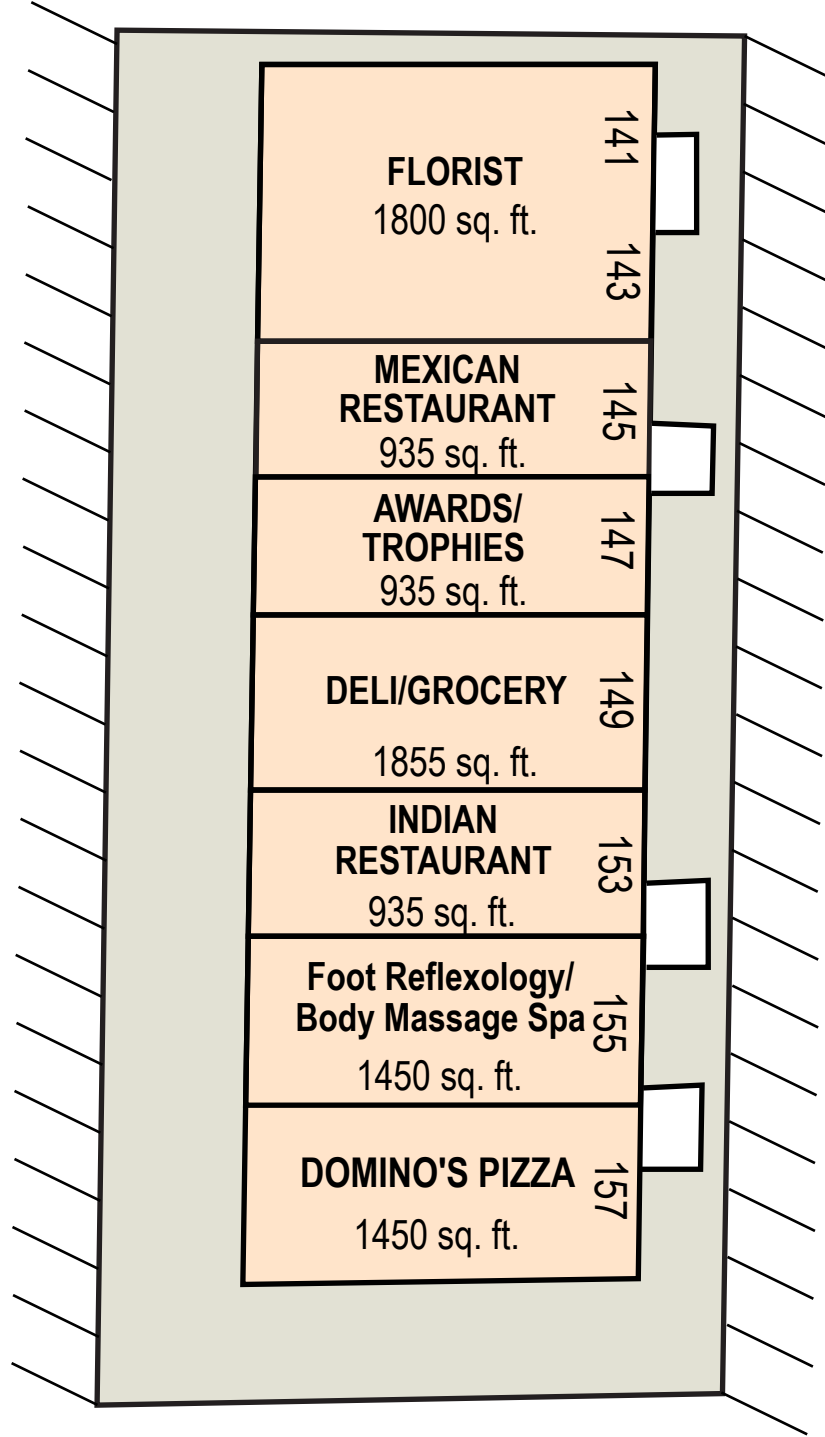 FLORIST
1800 sq. ft.
141
143
MEXICAN
RESTAURANT
935 sq. ft.
145
AWARDS/
TROPHIES
935 sq. ft.
147
DELI/GROCERY
1855 sq. ft.
149
INDIAN
RESTAURANT
935 sq. ft.
153
Foot Reflexology/
Body Massage Spa
1450 sq. ft.
155
DOMINO'S PIZZA
1450 sq. ft.
157